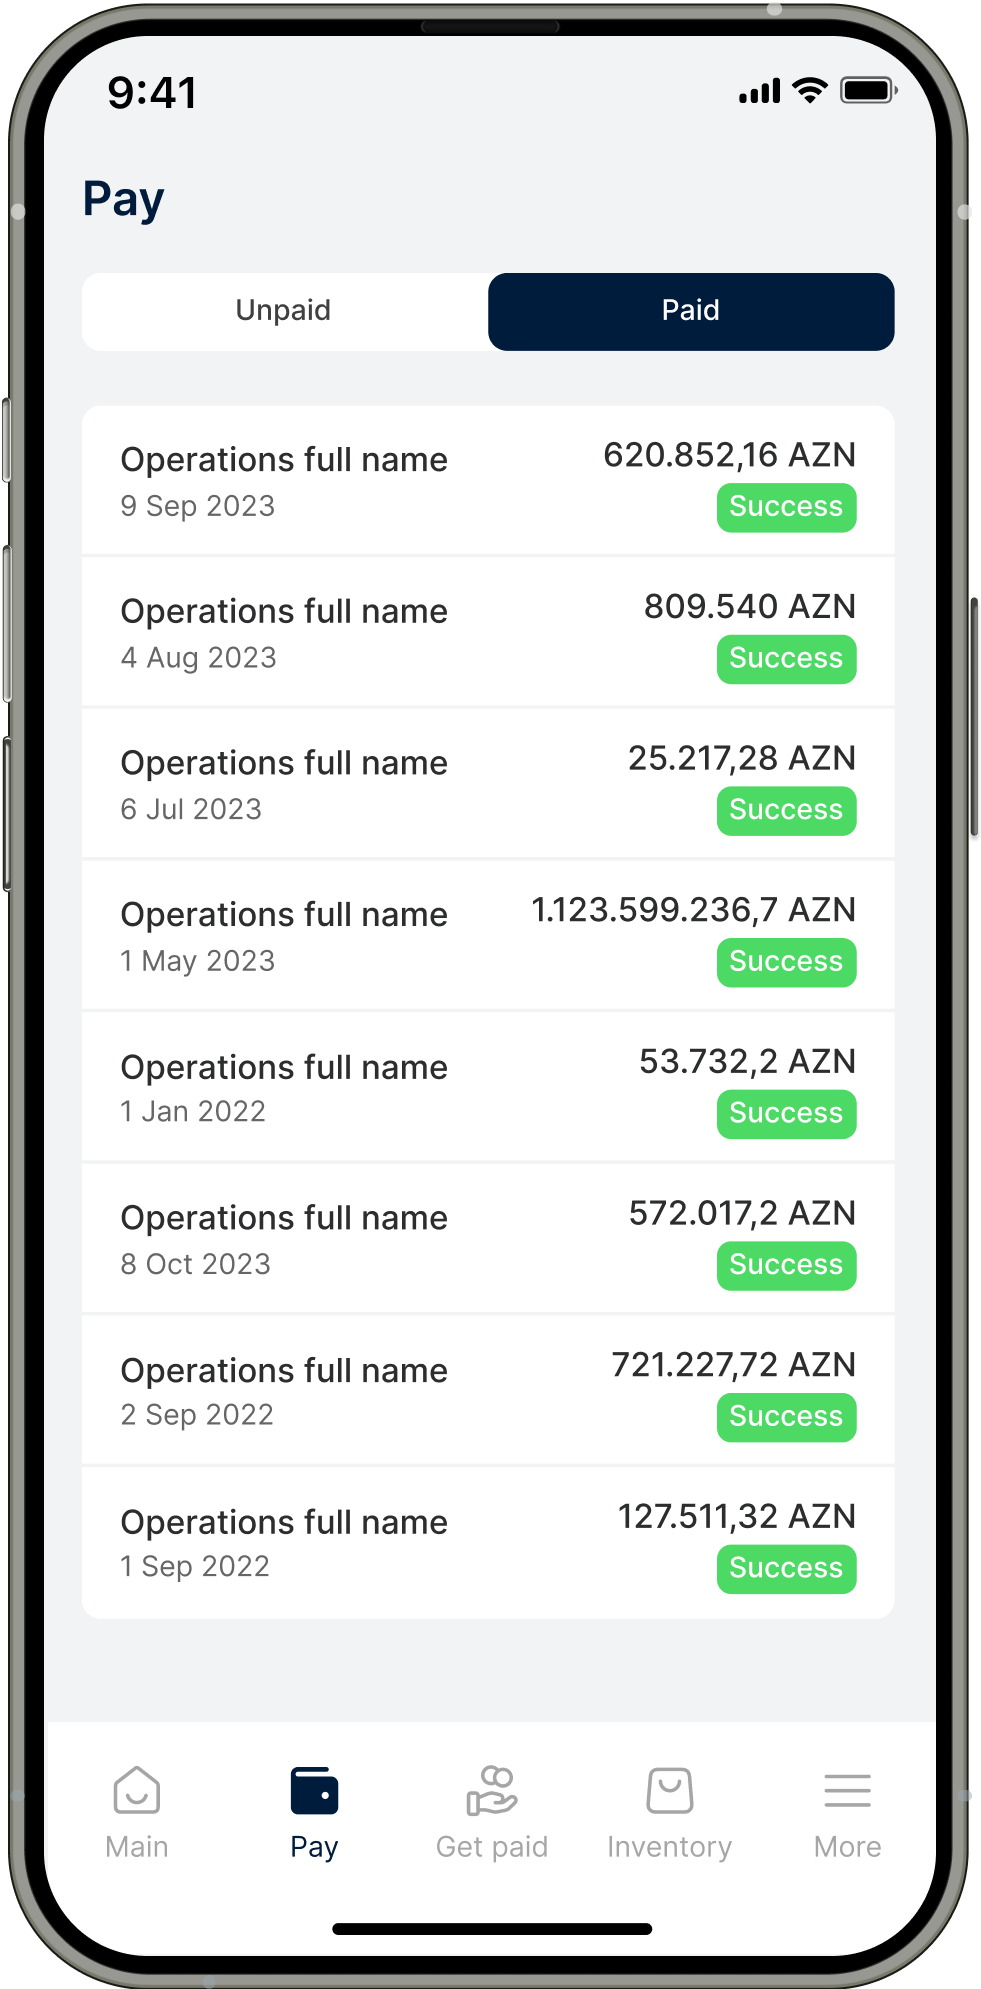 9:41
Pay
Unpaid
Paid
Operations full name
620.852,16 AZN
9 Sep 2023
Success
Operations full name
809.540 AZN
4 Aug 2023
Success
Operations full name
25.217,28 AZN
6 Jul 2023
Success
Operations full name
1.123.599.236,7 AZN
1 May 2023
Success
Operations full name
53.732,2 AZN
1 Jan 2022
Success
Operations full name
572.017,2 AZN
8 Oct 2023
Success
Operations full name
721.227,72 AZN
2 Sep 2022
Success
Operations full name
127.511,32 AZN
1 Sep 2022
Success
Main
Pay
Get paid
Inventory
More